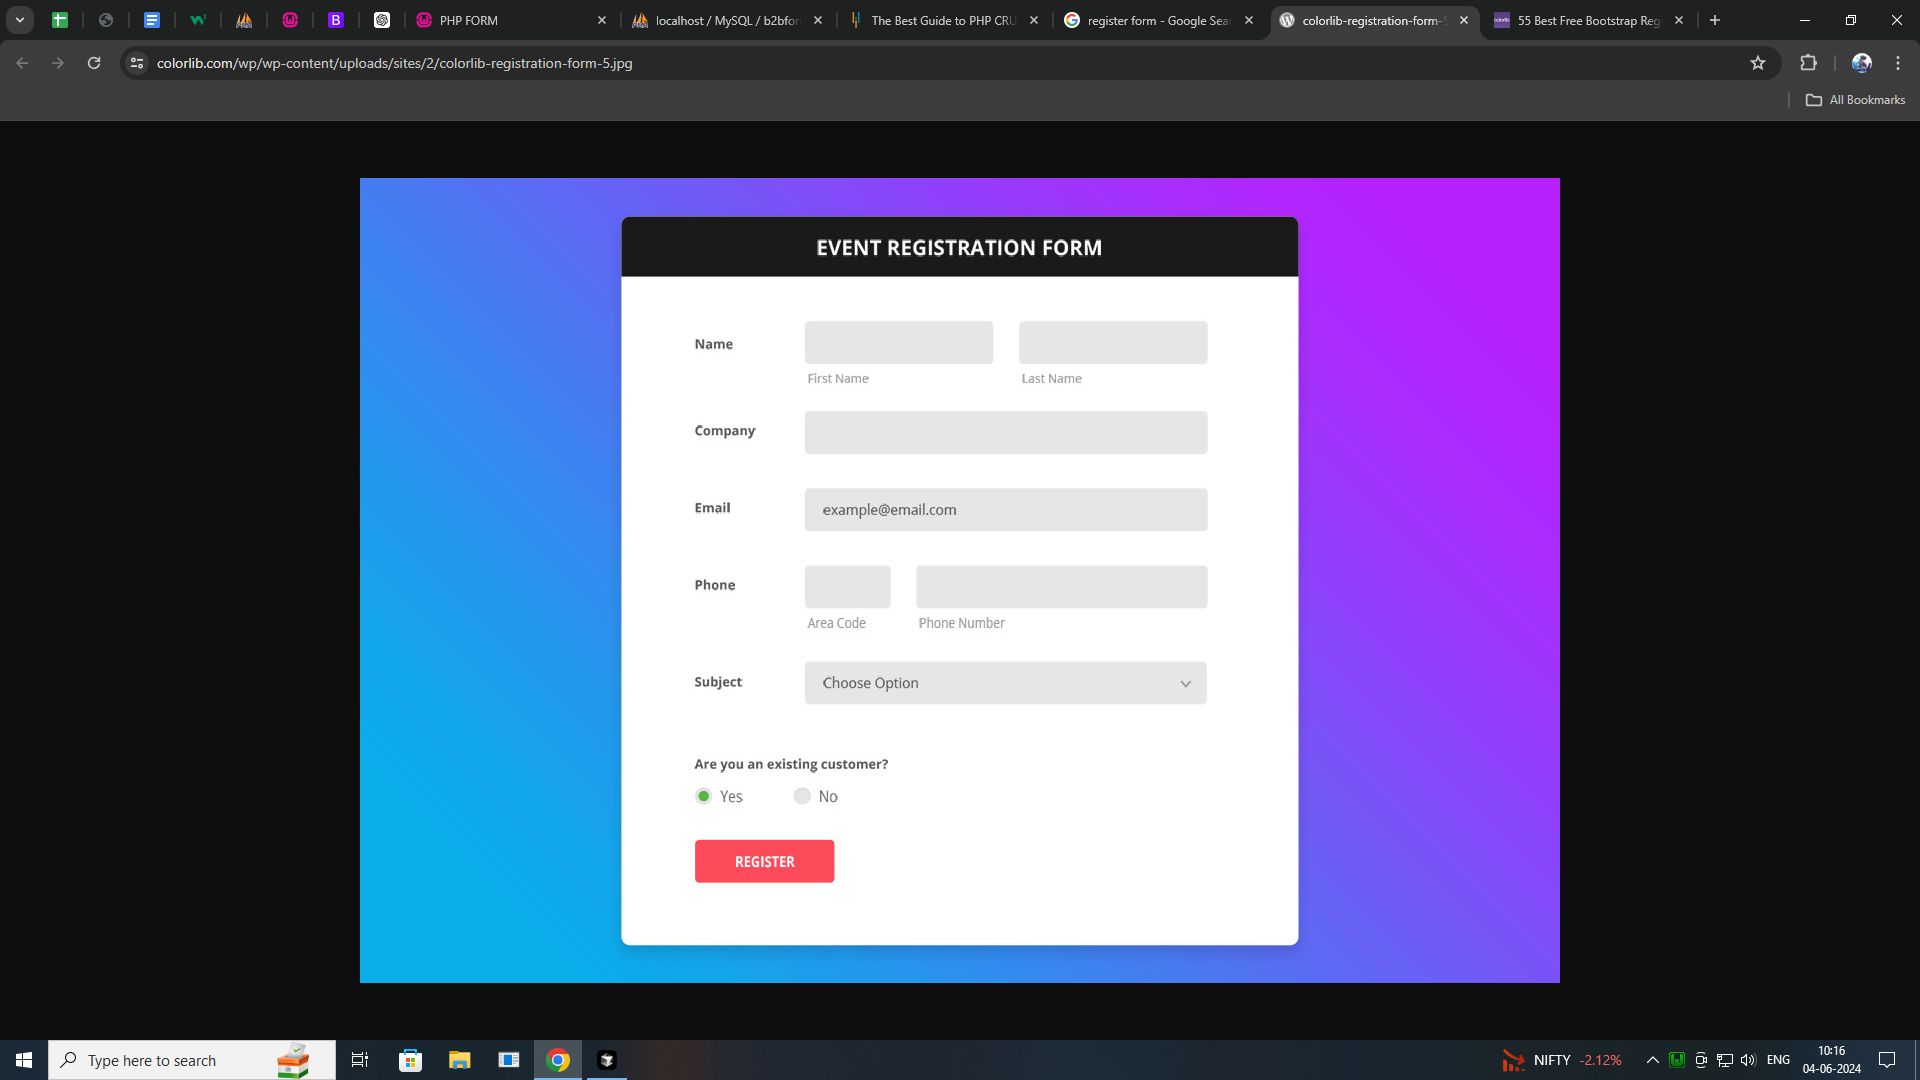 PHP FORM
localhost / MySQL / b2bfor
The Best Guide to PHP CRU
register form - Google Sea
colorlib-registration-form-5
55 Best Free Bootstrap Reg
colorlib.com/wp/wp-content/uploads/sites/2/colorlib-registration-form-5.jpg
All Bookmarks
EVENT REGISTRATION FORM
Name
First Name
Last Name
Company
Email
example@email.com
Phone
Area Code
Phone Number
Subject
Choose Option
Are you an existing customer?
Yes
No
REGISTER
Type here to search
NIFTY -2.12%
ENG
10:16
04-06-2024